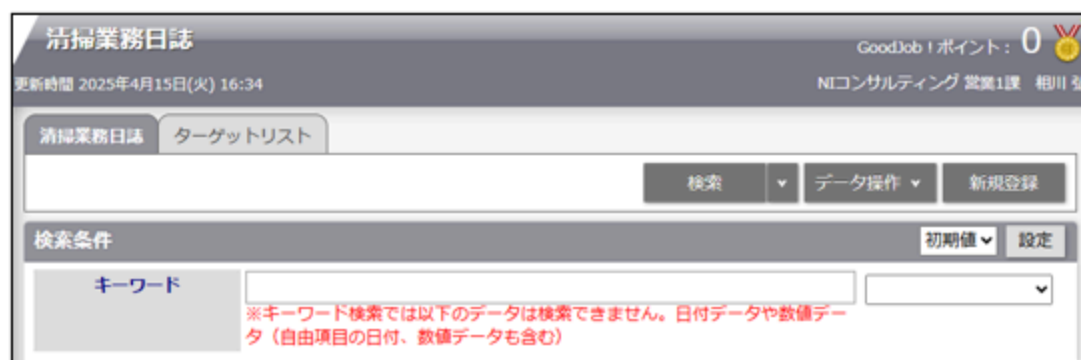 清掃業務日誌
GoodJob!ポイント: 0
更新時間 2025年4月15日(火) 16:34
NIコンサルティング 営業1課 相川
清掃業務日誌 ターゲットリスト
検索 データ操作 新規登録
検索条件 初期値 設定
キーワード
※キーワード検索では以下のデータは検索できません。日付データや数値デー
タ（自由項目の日付、数値データも含む）